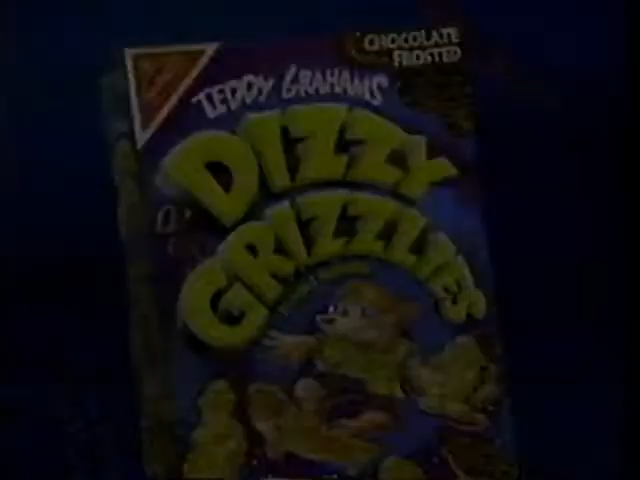 CHOCOLATE
FROSTED
TEDDY GRAHAMS
DIZZY
GRIZZLIES